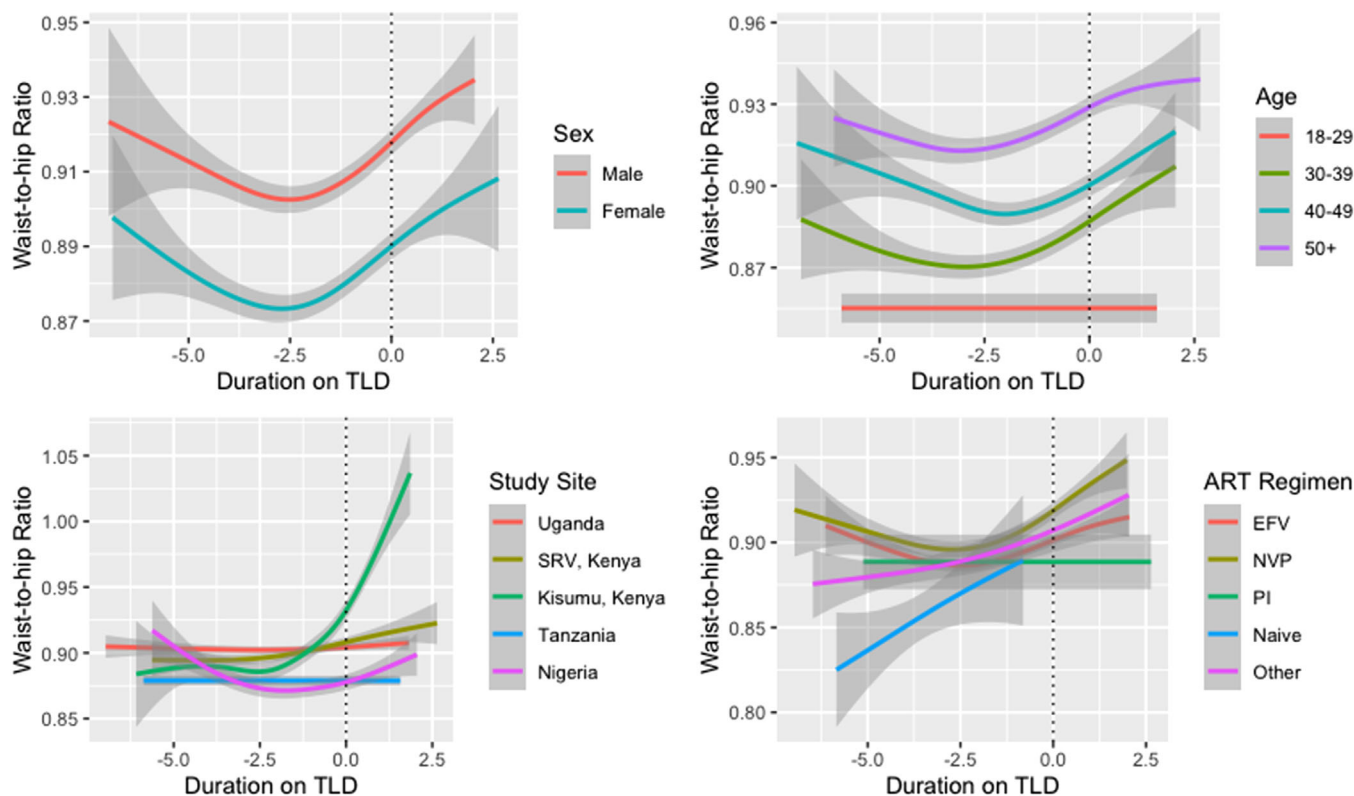 0.95
0.93
0.91
0.89
0.87
Waist-to-hip Ratio
-5.0 -2.5 0.0 2.5
Duration on TLD
Sex
Male
Female
0.96
0.93
0.90
0.87
Waist-to-hip Ratio
-5.0 -2.5 0.0 2.5
Duration on TLD
Age
18-29
30-39
40-49
50+
1.05
1.00
0.95
0.90
0.85
Waist-to-hip Ratio
-5.0 -2.5 0.0 2.5
Duration on TLD
Study Site
Uganda
SRV, Kenya
Kisumu, Kenya
Tanzania
Nigeria
0.95
0.90
0.85
0.80
Waist-to-hip Ratio
-5.0 -2.5 0.0 2.5
Duration on TLD
ART Regimen
EFV
NVP
PI
Naive
Other